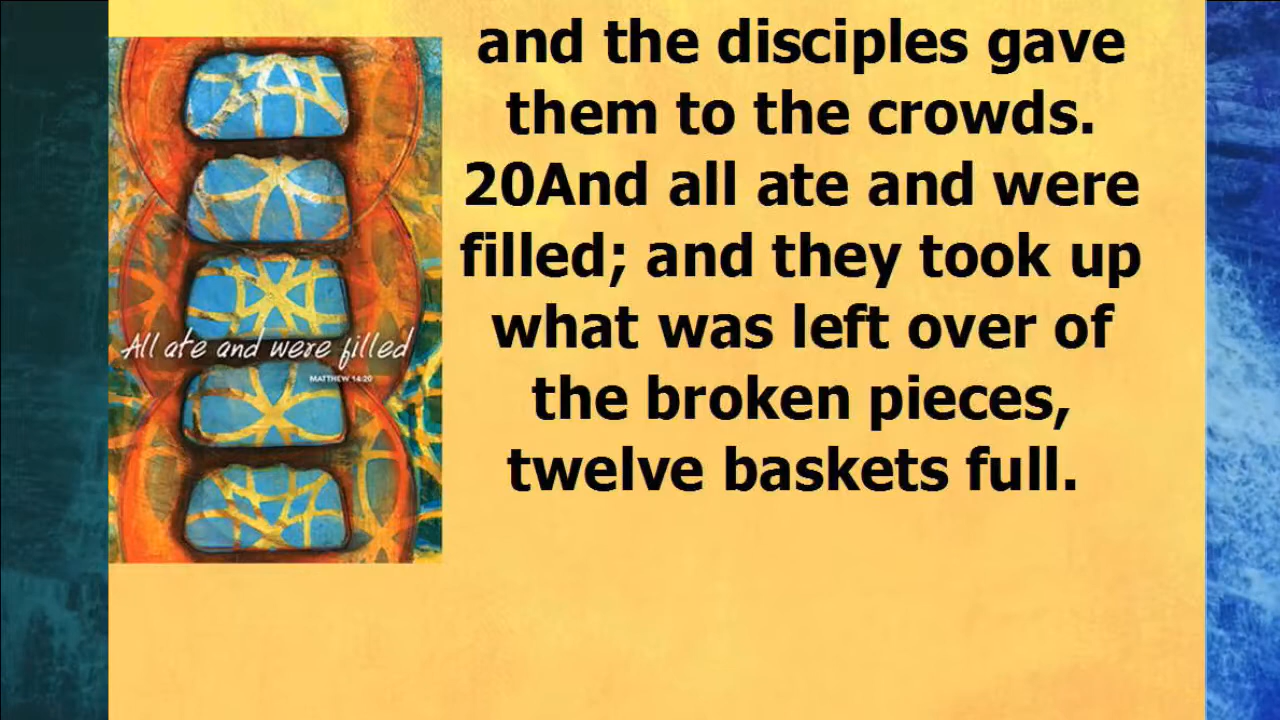 and the disciples gave
them to the crowds.
20And all ate and were
filled; and they took up
what was left over of
the broken pieces,
twelve baskets full.
All ate and were filled
MATTHEW 14:20